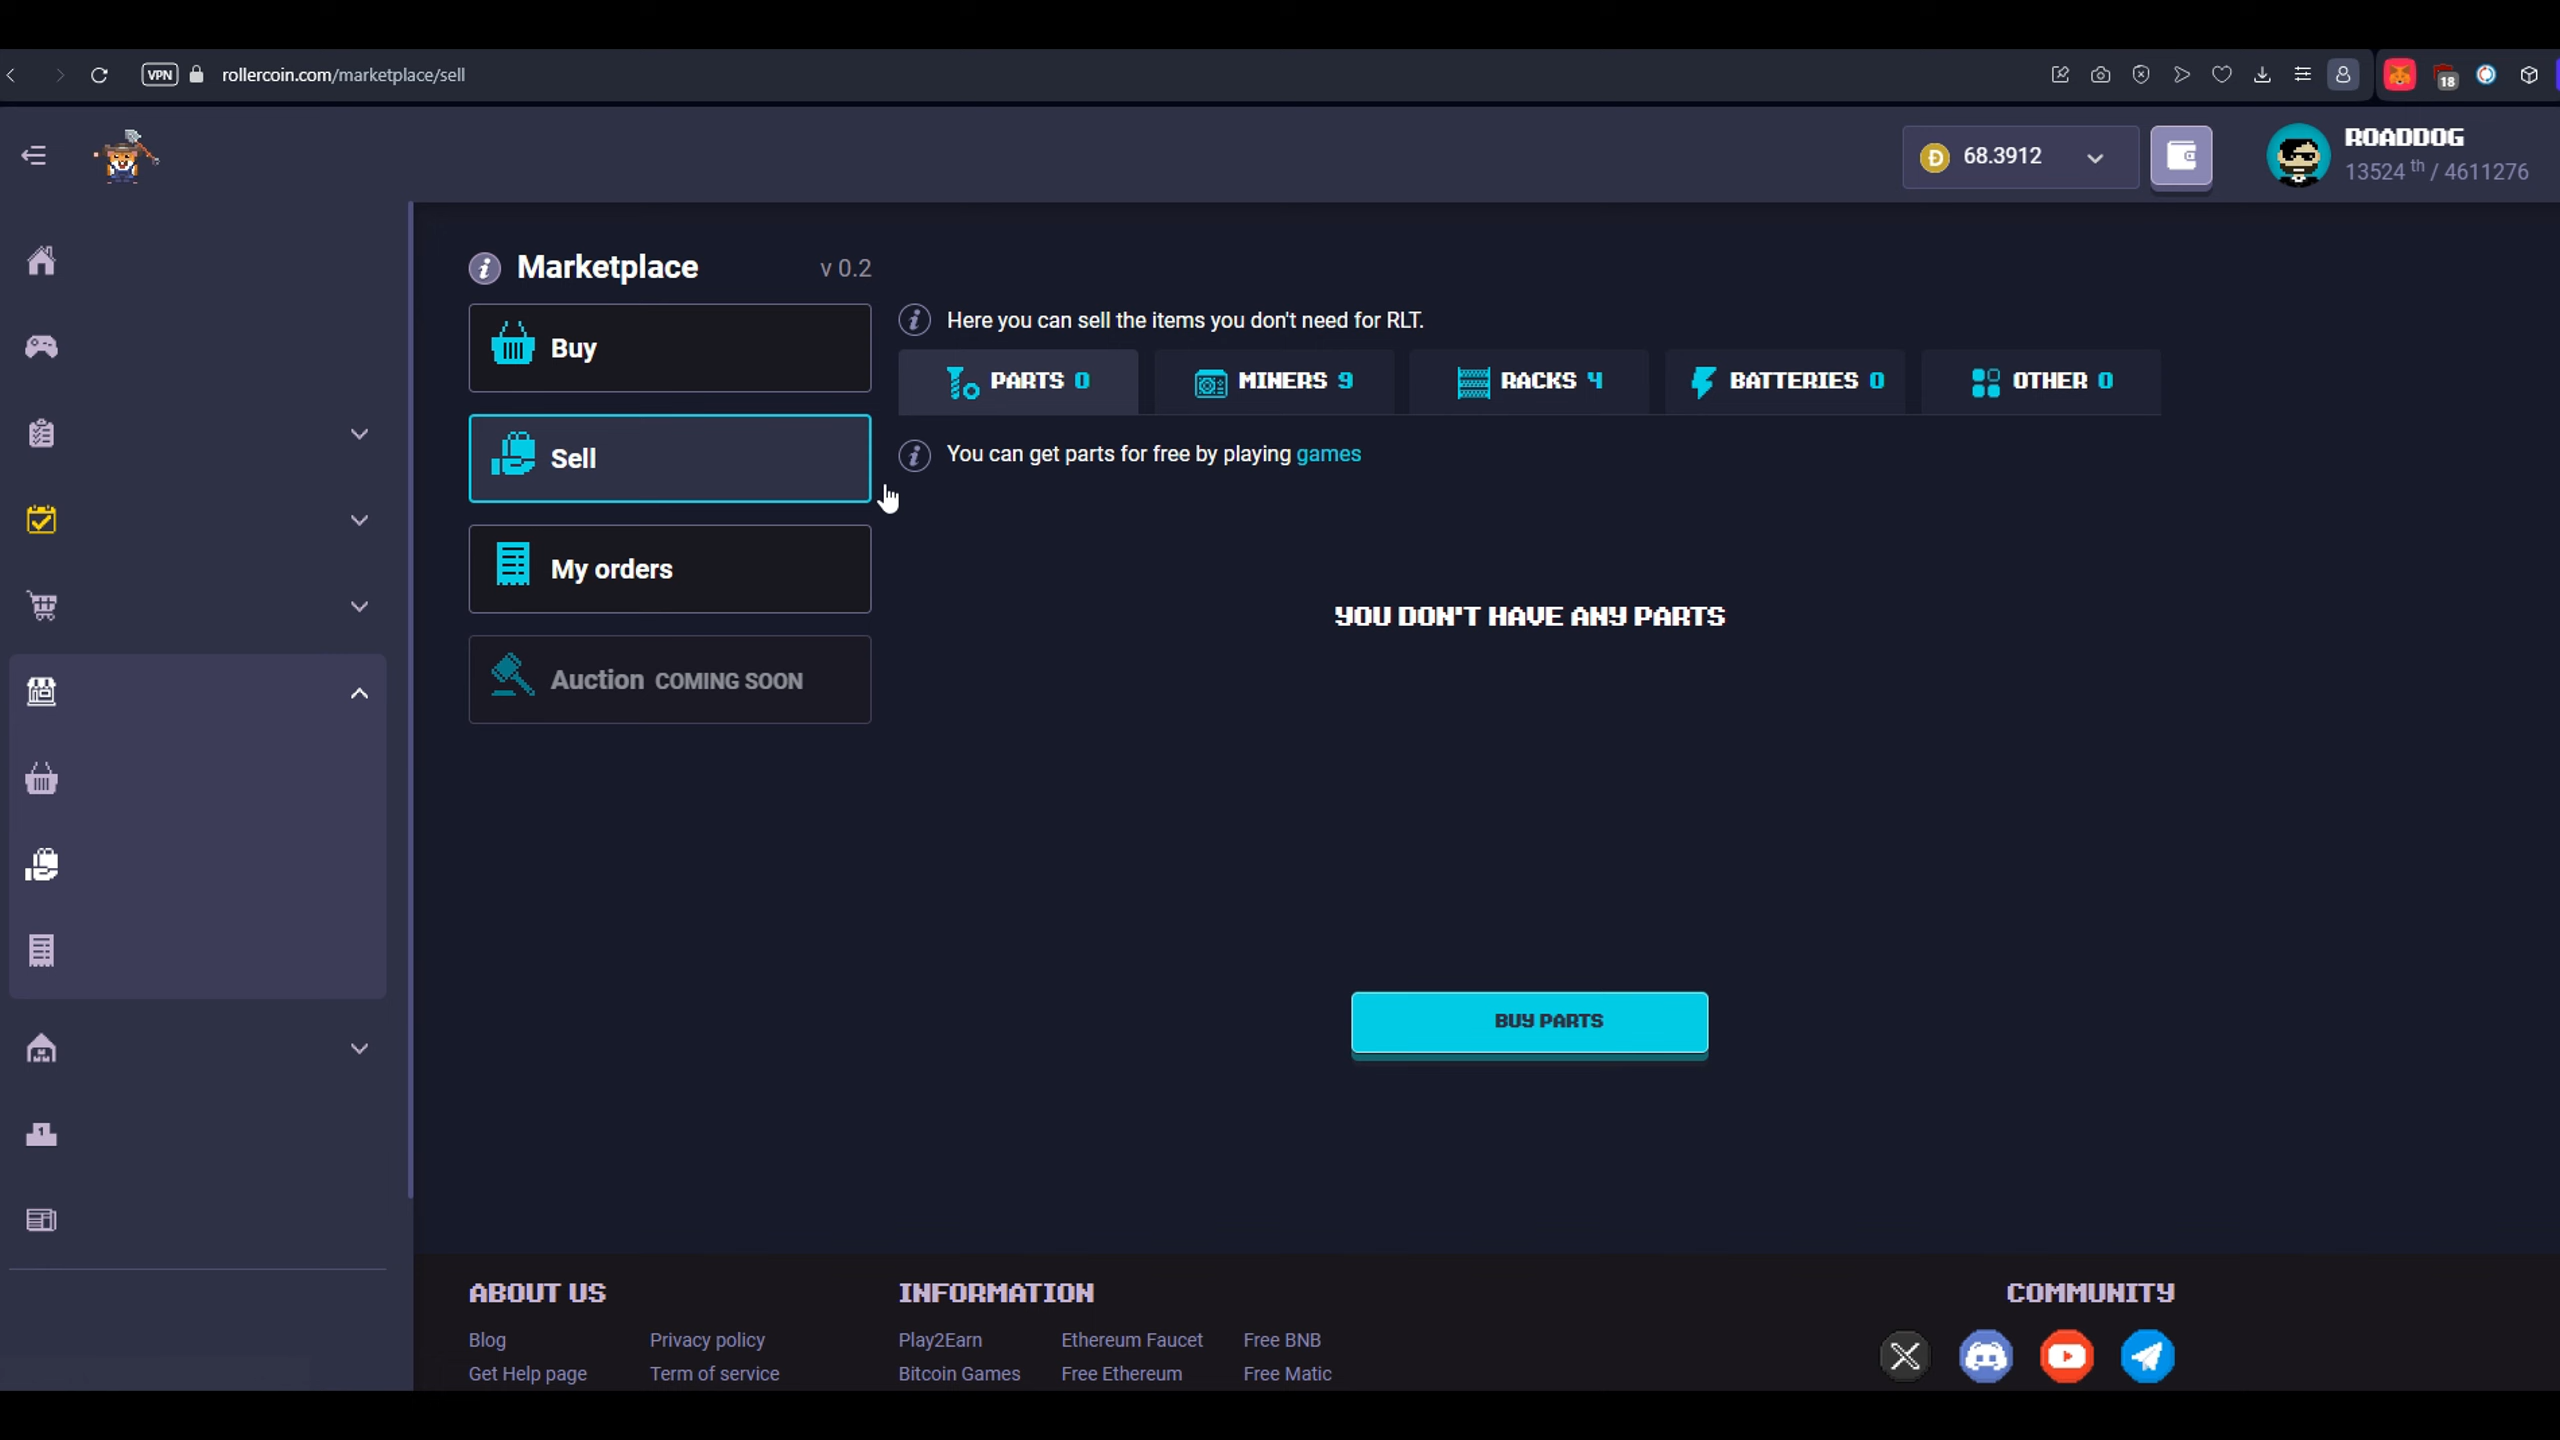 VPN rollercoin.com/marketplace/sell
18
68.3912
ROADDOG
13524 th / 4611276
Marketplace v 0.2
Buy
Sell
My orders
Auction COMING SOON
Here you can sell the items you don't need for RLT.
PARTS 0 MINERS 9 RACKS 4 BATTERIES 0 OTHER 0
You can get parts for free by playing games
YOU DON'T HAVE ANY PARTS
BUY PARTS
1
ABOUT US
Blog Privacy policy
Get Help page Term of service
INFORMATION
Play2Earn Ethereum Faucet Free BNB
Bitcoin Games Free Ethereum Free Matic
COMMUNITY